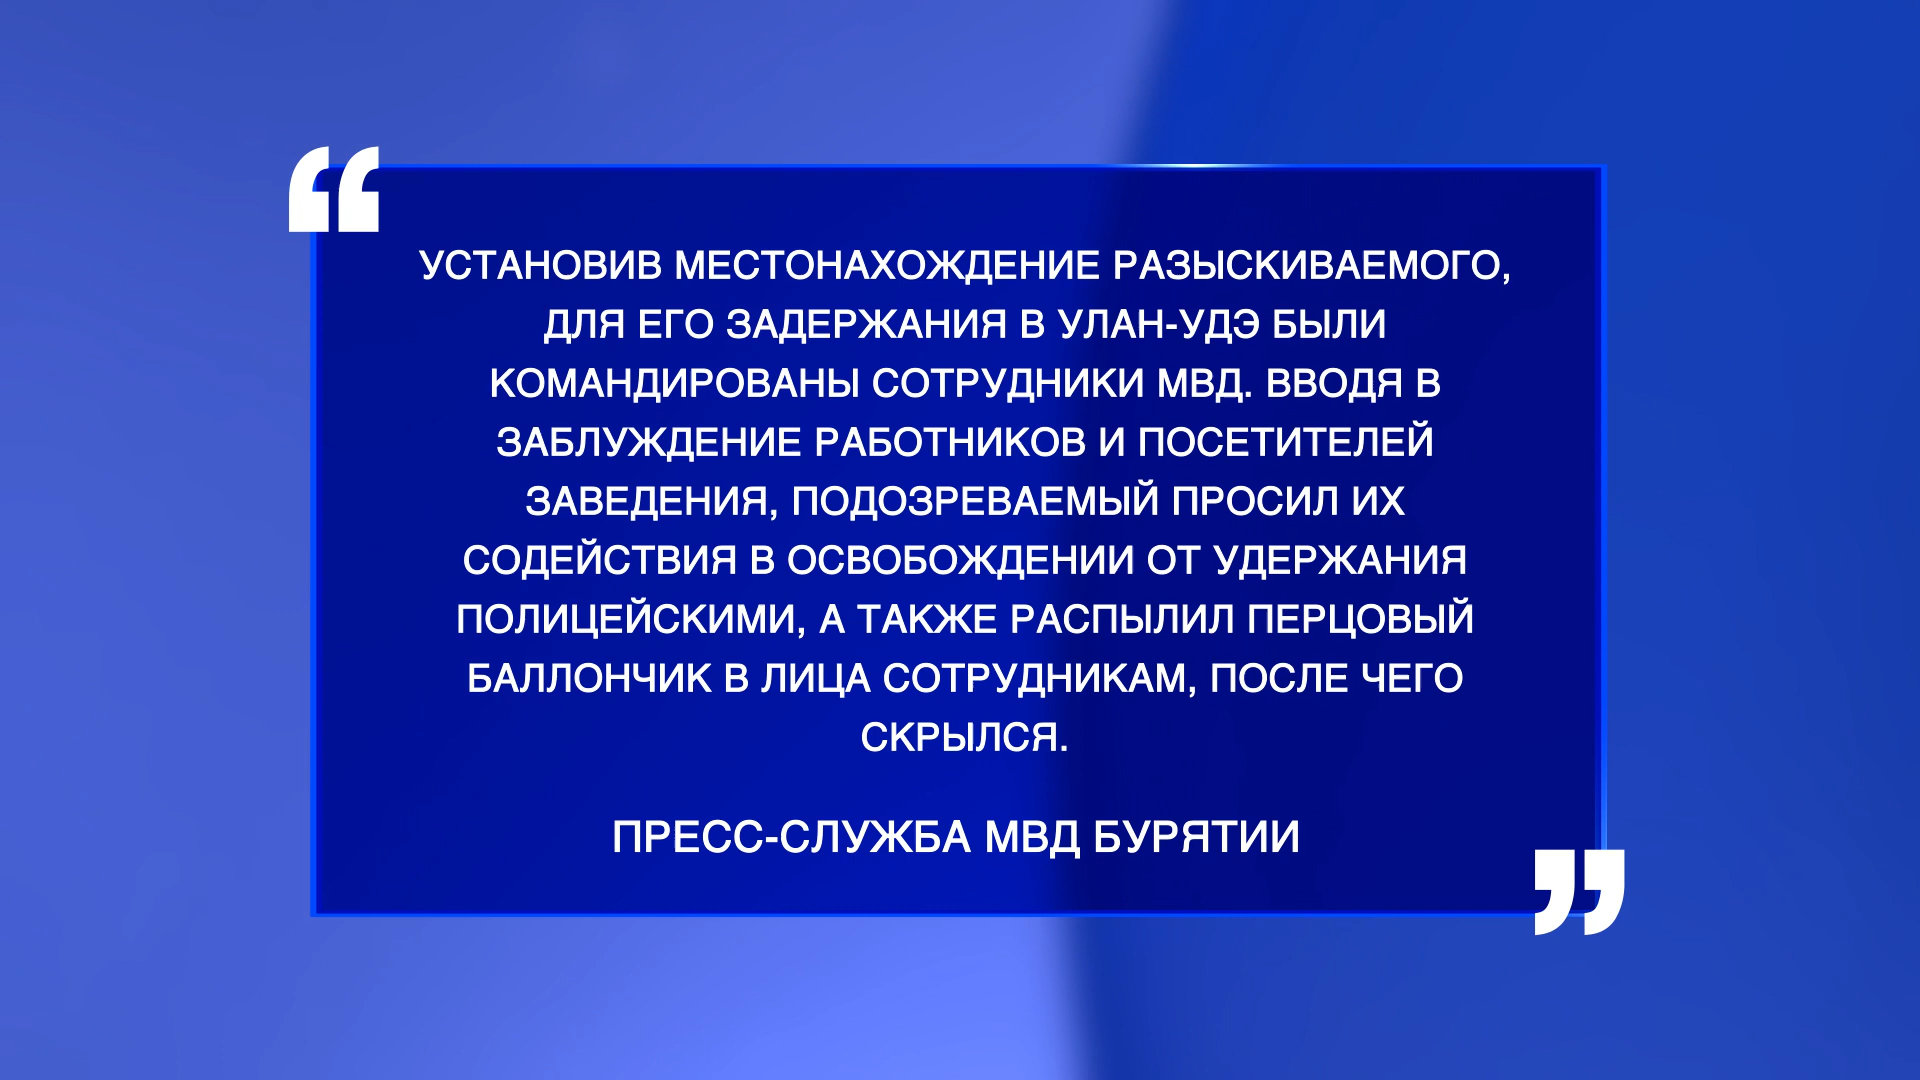 УСТАНОВИВ МЕСТОНАХОЖДЕНИЕ РАЗЫСКИВАЕМОГО,
ДЛЯ ЕГО ЗАДЕРЖАНИЯ В УЛАН-УДЭ БЫЛИ
КОМАНДИРОВАНЫ СОТРУДНИКИ МВД. ВВОДЯ В
ЗАБЛУЖДЕНИЕ РАБОТНИКОВ И ПОСЕТИТЕЛЕЙ
ЗАВЕДЕНИЯ, ПОДОЗРЕВАЕМЫЙ ПРОСИЛ ИХ
СОДЕЙСТВИЯ В ОСВОБОЖДЕНИИ ОТ УДЕРЖАНИЯ
ПОЛИЦЕЙСКИМИ, А ТАКЖЕ РАСПЫЛИЛ ПЕРЦОВЫЙ
БАЛЛОНЧИК В ЛИЦА СОТРУДНИКАМ, ПОСЛЕ ЧЕГО
СКРЫЛСЯ.
ПРЕСС-СЛУЖБА МВД БУРЯТИИ